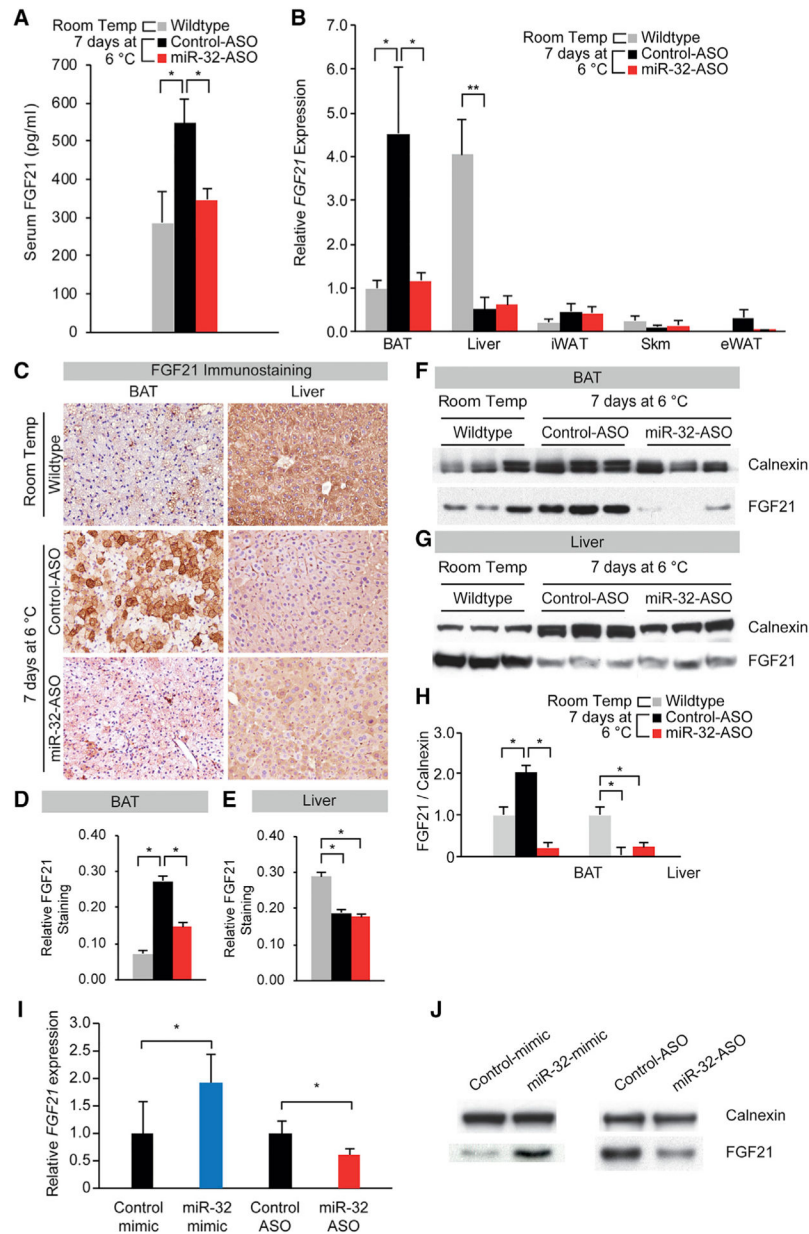 A
Room Temp Wildtype
7 days at Control-ASO
6 °C miR-32-ASO
Serum FGF21 (pg/ml)
700
600
500
400
300
200
100
0
* *
B
Relative FGF21 Expression
7.0
6.0
5.0
4.0
3.0
2.0
1.0
0.0
Room Temp Wildtype
7 days at Control-ASO
6 °C miR-32-ASO
* *
**
BAT Liver iWAT Skm eWAT
C
FGF21 Immunostaining
BAT Liver
Room Temp
Wildtype
7 days at 6 °C
Control-ASO
miR-32-ASO
D
BAT
Relative FGF21
Staining
0.40
0.30
0.20
0.10
0.00
* *
E
Liver
Relative FGF21
Staining
0.40
0.30
0.20
0.10
0.00
*
*
F
BAT
Room Temp 7 days at 6 °C
Wildtype Control-ASO miR-32-ASO
Calnexin
FGF21
G
Liver
Room Temp 7 days at 6 °C
Wildtype Control-ASO miR-32-ASO
Calnexin
FGF21
H
Room Temp Wildtype
7 days at Control-ASO
6 °C miR-32-ASO
FGF21 / Calnexin
3.0
2.0
1.0
0.0
* *
*
*
BAT Liver
I
Relative FGF21 expression
3.0
2.5
2.0
1.5
1.0
0.5
0
*
*
Control miR-32 Control miR-32
mimic mimic ASO ASO
J
Control-mimic
miR-32-mimic
Control-ASO
miR-32-ASO
Calnexin
FGF21